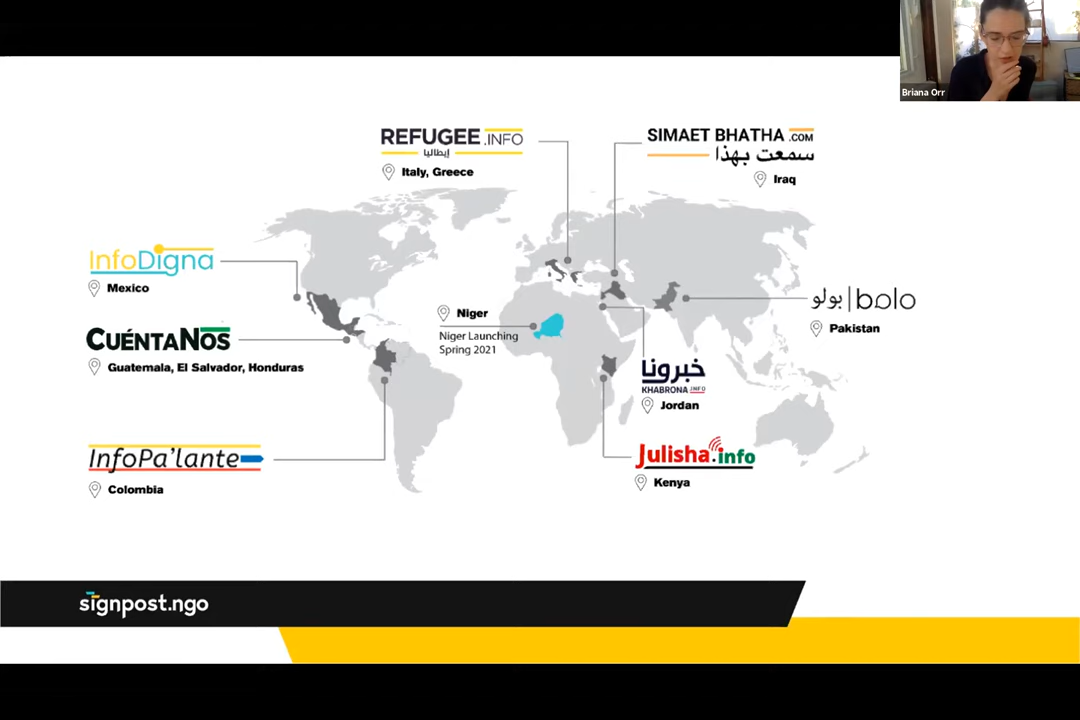 Briana Orr
REFUGEE.INFO
إيطاليا
Italy, Greece
SIMAET BHATHA .COM
سمعت بهذا
Iraq
InfoDigna
Mexico
CUÉNTANOS
Guatemala, El Salvador, Honduras
Niger
Niger Launching
Spring 2021
بولو|bolo
Pakistan
خبرونا
KHABRONA.INFO
Jordan
InfoPa'lante
Colombia
Julisha.info
Kenya
signpost.ngo